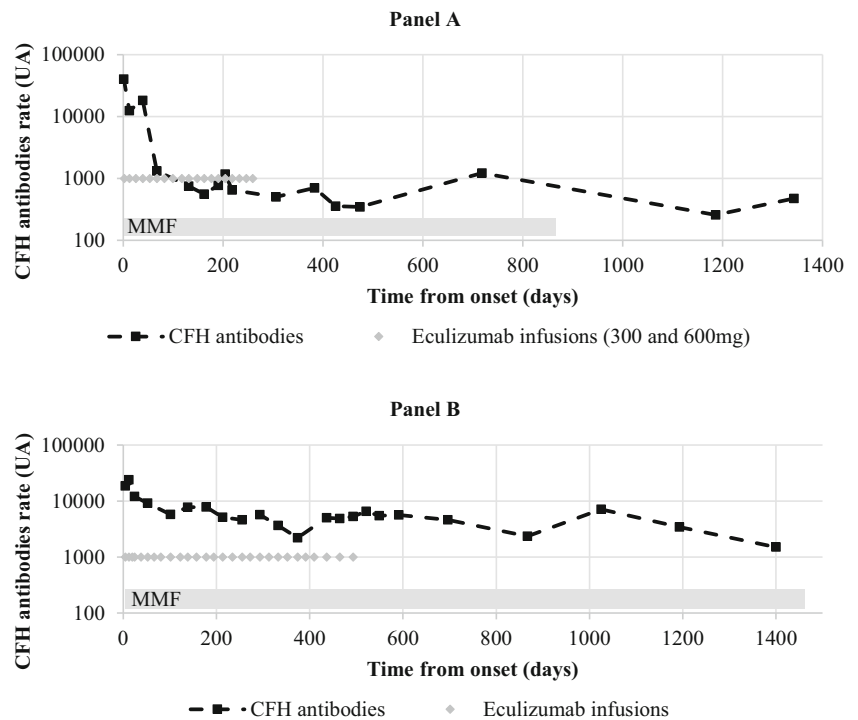 Panel A
CFH antibodies rate (UA)
100000
10000
1000
100
MMF
0 200 400 600 800 1000 1200 1400
Time from onset (days)
CFH antibodies Eculizumab infusions (300 and 600mg)
Panel B
CFH antibodies rate (UA)
100000
10000
1000
100
MMF
0 200 400 600 800 1000 1200 1400
Time from onset (days)
CFH antibodies Eculizumab infusions